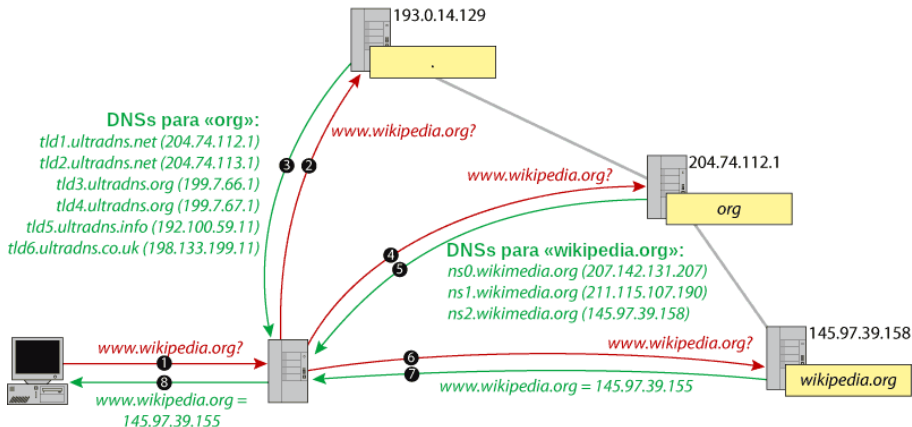 193.0.14.129
.
DNSs para «org»:
tld1.ultradns.net (204.74.112.1)
tld2.ultradns.net (204.74.113.1)
tld3.ultradns.org (199.7.66.1)
tld4.ultradns.org (199.7.67.1)
tld5.ultradns.info (192.100.59.11)
tld6.ultradns.co.uk (198.133.199.11)
3
2
www.wikipedia.org?
www.wikipedia.org?
204.74.112.1
org
4
5
DNSs para «wikipedia.org»:
ns0.wikimedia.org (207.142.131.207)
ns1.wikimedia.org (211.115.107.190)
ns2.wikimedia.org (145.97.39.158)
www.wikipedia.org?
1
8
www.wikipedia.org =
145.97.39.155
6
www.wikipedia.org?
7
www.wikipedia.org = 145.97.39.155
145.97.39.158
wikipedia.org